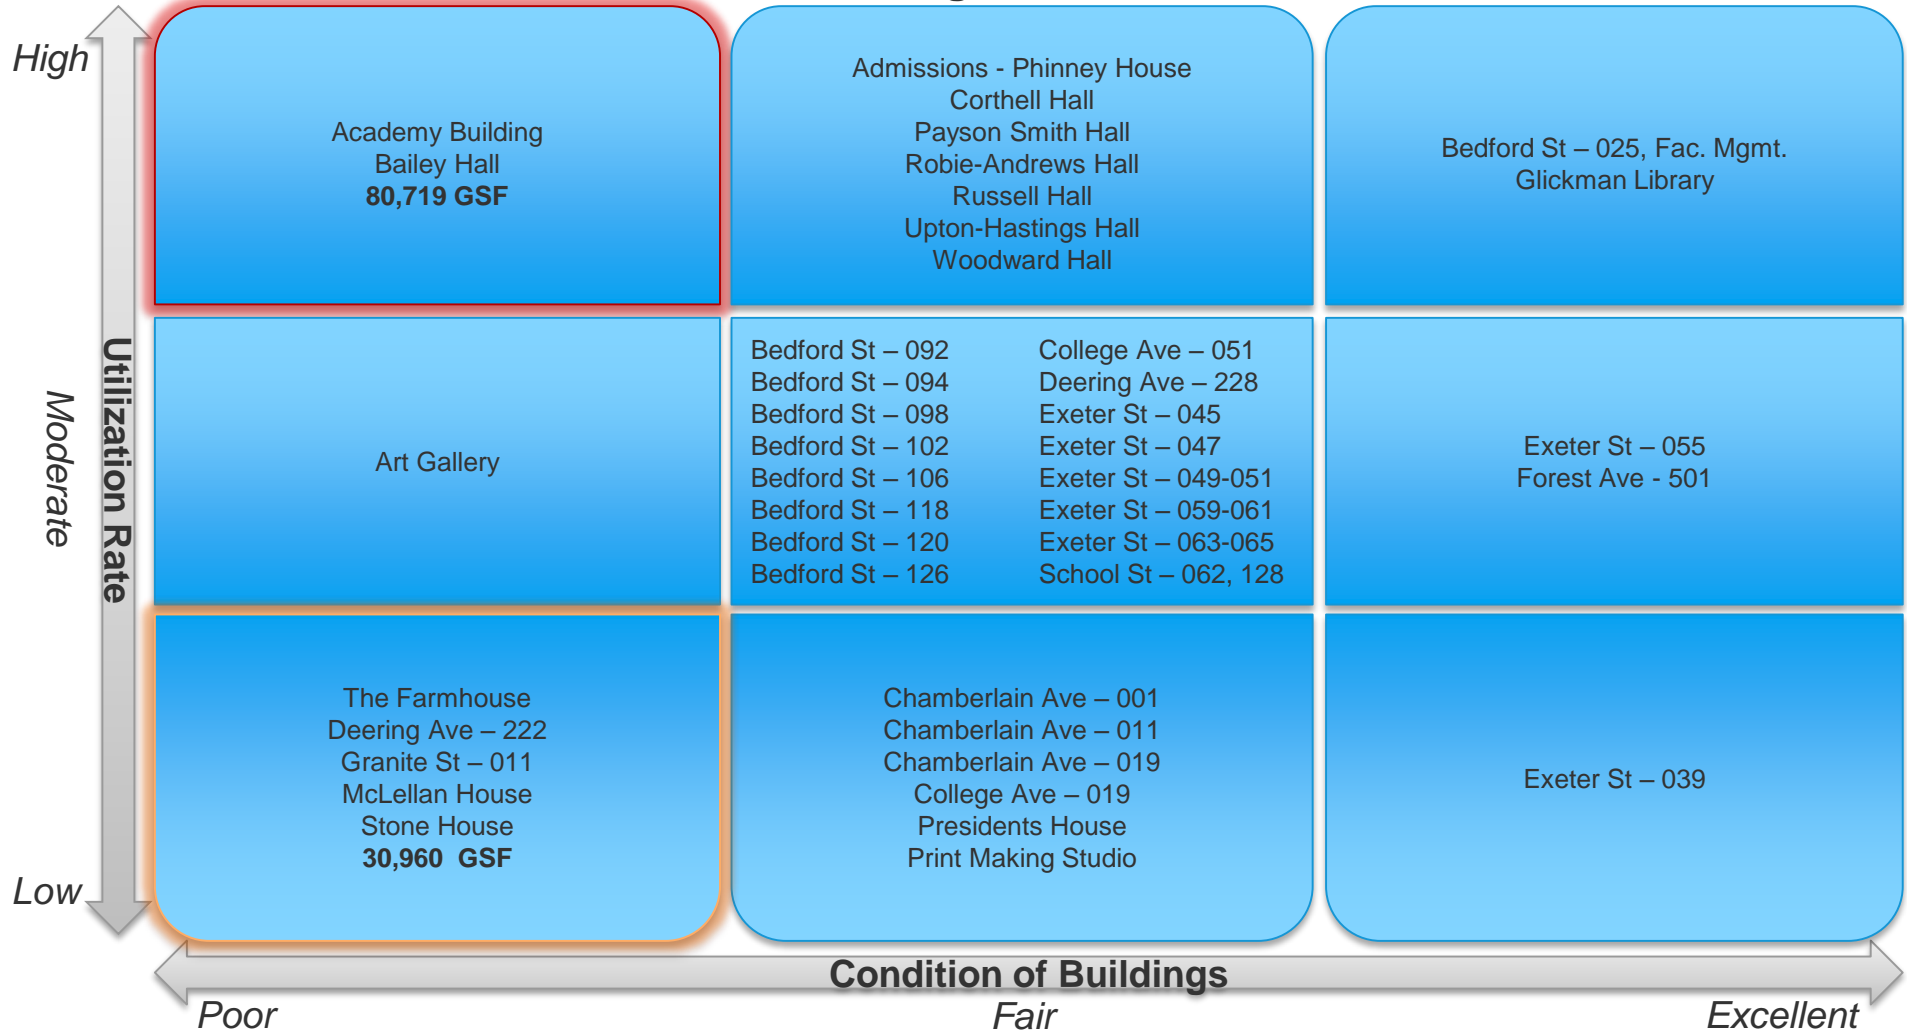 High
Academy Building
Bailey Hall
80,719 GSF
Admissions - Phinney House
Corthell Hall
Payson Smith Hall
Robie-Andrews Hall
Russell Hall
Upton-Hastings Hall
Woodward Hall
Bedford St – 025, Fac. Mgmt.
Glickman Library
Moderate
Utilization Rate
Art Gallery
Bedford St – 092
Bedford St – 094
Bedford St – 098
Bedford St – 102
Bedford St – 106
Bedford St – 118
Bedford St – 120
Bedford St – 126
College Ave – 051
Deering Ave – 228
Exeter St – 045
Exeter St – 047
Exeter St – 049-051
Exeter St – 059-061
Exeter St – 063-065
School St – 062, 128
Exeter St – 055
Forest Ave - 501
Low
The Farmhouse
Deering Ave – 222
Granite St – 011
McLellan House
Stone House
30,960 GSF
Chamberlain Ave – 001
Chamberlain Ave – 011
Chamberlain Ave – 019
College Ave – 019
Presidents House
Print Making Studio
Exeter St – 039
Condition of Buildings
Poor
Fair
Excellent